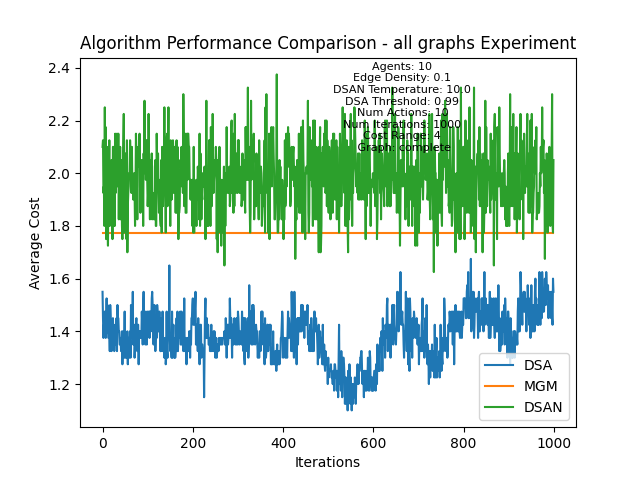 Algorithm Performance Comparison - all graphs Experiment
Agents: 10
Edge Density: 0.1
DSAN Temperature: 10.0
DSA Threshold: 0.99
Num Actions: 10
Num Iterations: 1000
Cost Range: 4
Graph: complete
2.4
2.2
2.0
1.8
1.6
1.4
1.2
Average Cost
DSA
MGM
DSAN
0
200
400
600
800
1000
Iterations